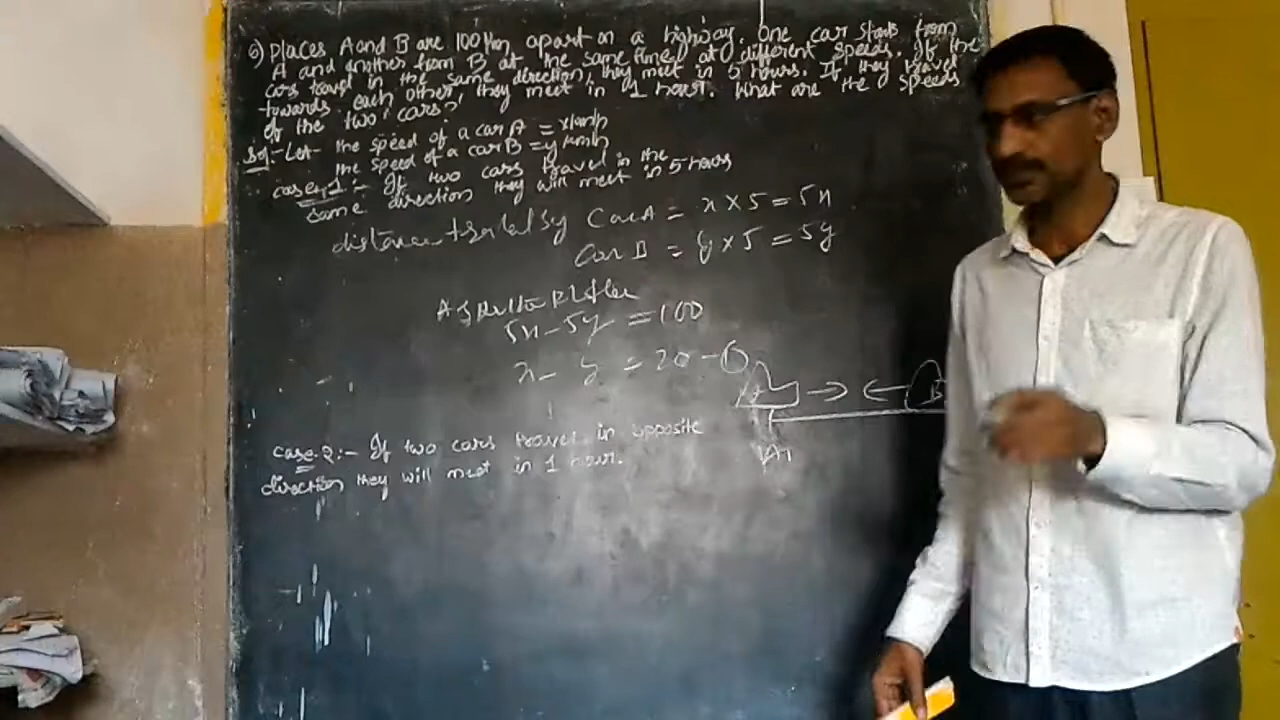 6) Places A and B are 100 km apart on a highway. One car starts from
A and another from B at the same time at different speeds. If the
cars travel in the same direction, they meet in 5 hours. If they travel
towards each other, they meet in 1 hour. What are the speeds
of the two cars?
Sol:- Let the speed of a car A = x km/h
the speed of a car B = y km/h
case 1 :- If two cars travel in the
same direction they will meet in 5 hours
distance by Car A = x × 5 = 5x
Car B = y × 5 = 5y
5x - 5y = 100
x - y = 20 - ①
A → ← B
A
case 2 :- If two cars travel in opposite
direction they will meet in 1 hour.